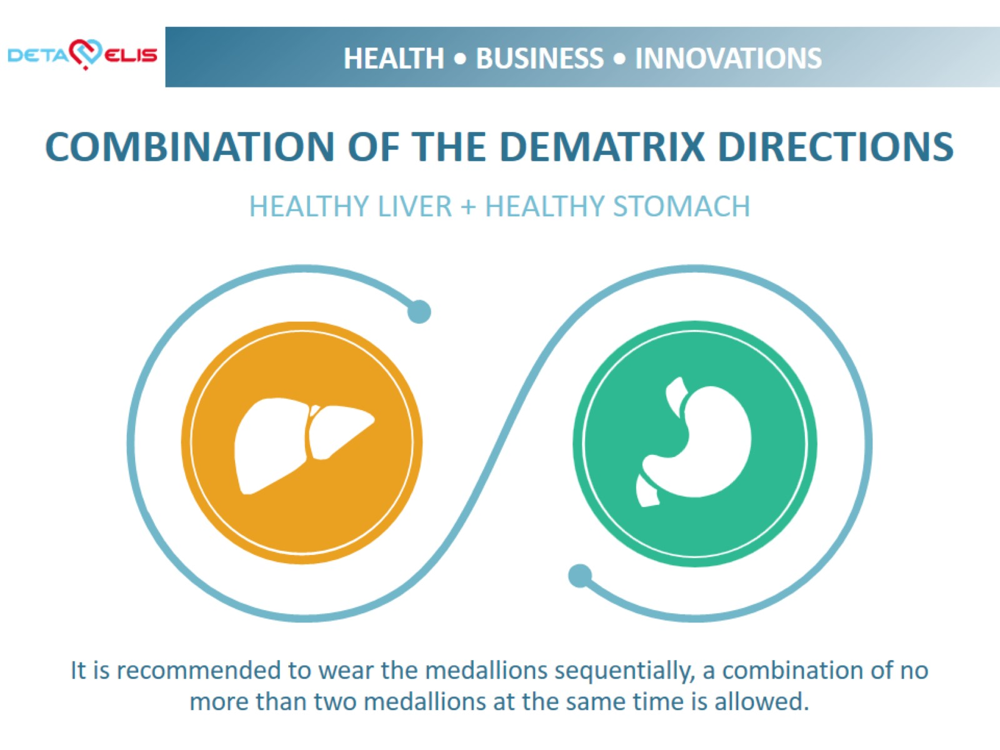 DETA ELIS
HEALTH • BUSINESS • INNOVATIONS
COMBINATION OF THE DEMATRIX DIRECTIONS
HEALTHY LIVER + HEALTHY STOMACH
It is recommended to wear the medallions sequentially, a combination of no
more than two medallions at the same time is allowed.